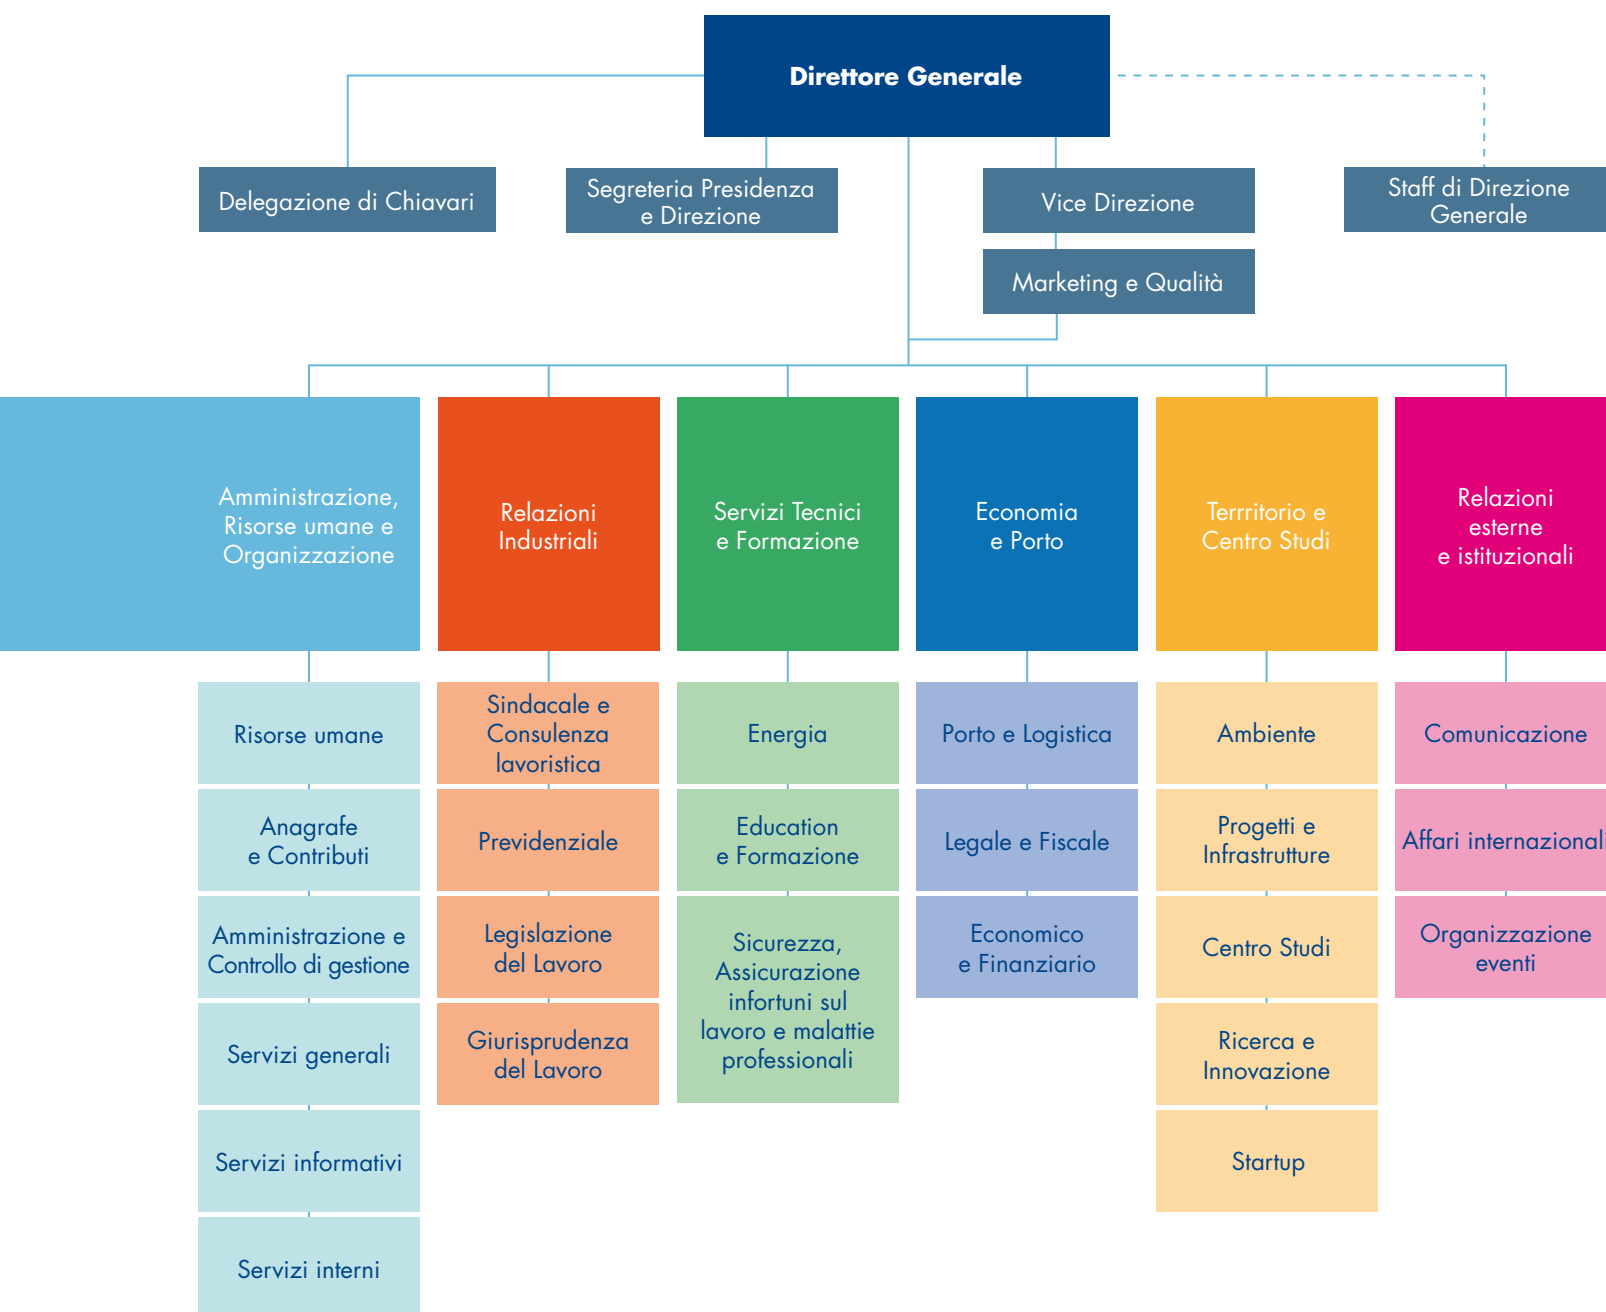 Direttore Generale
Delegazione di Chiavari
Segreteria Presidenza
e Direzione
Vice Direzione
Staff di Direzione
Generale
Marketing e Qualità
Amministrazione,
Risorse umane e
Organizzazione
Relazioni
Industriali
Servizi Tecnici
e Formazione
Economia
e Porto
Terrritorio e
Centro Studi
Relazioni
esterne
e istituzionali
Risorse umane
Anagrafe
e Contributi
Amministrazione e
Controllo di gestione
Servizi generali
Servizi informativi
Servizi interni
Sindacale e
Consulenza
lavoristica
Previdenziale
Legislazione
del Lavoro
Giurisprudenza
del Lavoro
Energia
Education
e Formazione
Sicurezza,
Assicurazione
infortuni sul
lavoro e malattie
professionali
Porto e Logistica
Legale e Fiscale
Economico
e Finanziario
Ambiente
Progetti e
Infrastrutture
Centro Studi
Ricerca e
Innovazione
Startup
Comunicazione
Affari internazionali
Organizzazione
eventi